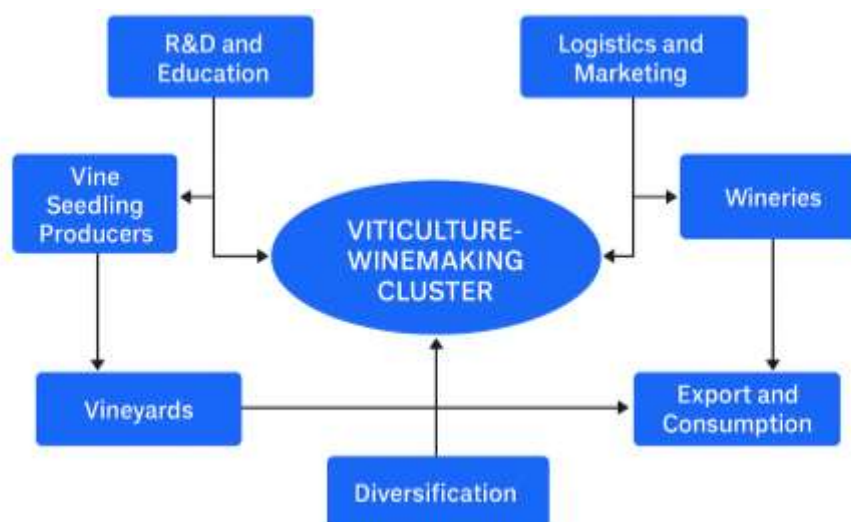 R&D and
Education
Logistics and
Marketing
Vine
Seedling
Producers
VITICULTURE-
WINEMAKING
CLUSTER
Wineries
Vineyards
Export and
Consumption
Diversification